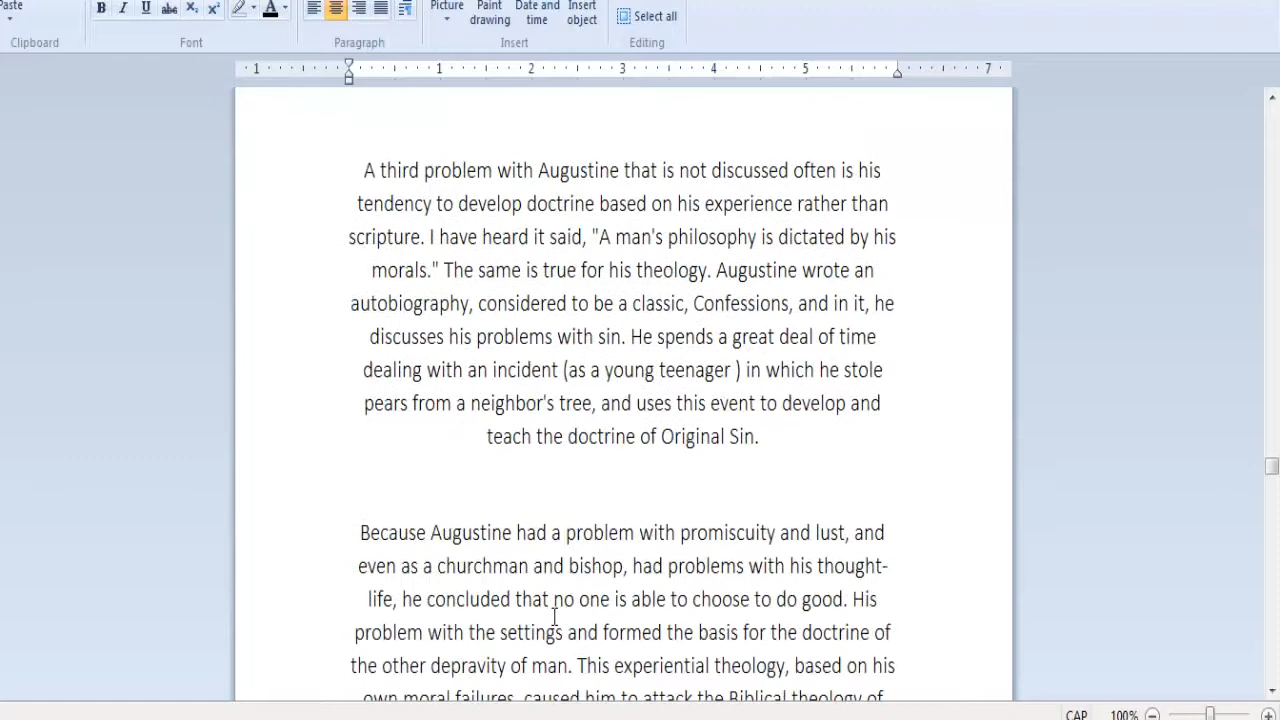 Paste
B I U abe X₂ X² A
Picture
Paint drawing
Date and time
Insert object
Select all
Clipboard
Font
Paragraph
Insert
Editing
1 1 2 3 4 5 7
A third problem with Augustine that is not discussed often is his
tendency to develop doctrine based on his experience rather than
scripture. I have heard it said, "A man's philosophy is dictated by his
morals." The same is true for his theology. Augustine wrote an
autobiography, considered to be a classic, Confessions, and in it, he
discusses his problems with sin. He spends a great deal of time
dealing with an incident (as a young teenager ) in which he stole
pears from a neighbor's tree, and uses this event to develop and
teach the doctrine of Original Sin.
Because Augustine had a problem with promiscuity and lust, and
even as a churchman and bishop, had problems with his thought-
life, he concluded that no one is able to choose to do good. His
problem with the settings and formed the basis for the doctrine of
the other depravity of man. This experiential theology, based on his
own moral failures, caused him to attack the Biblical theology of
CAP 100%